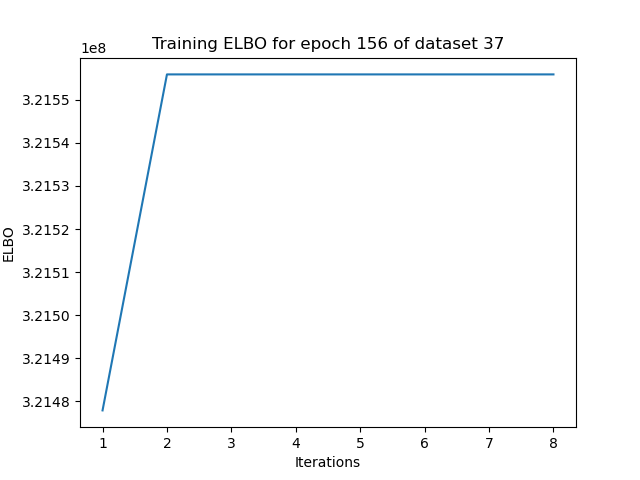 Training ELBO for epoch 156 of dataset 37
1e8
3.2155
3.2154
3.2153
3.2152
3.2151
3.2150
3.2149
3.2148
ELBO
1 2 3 4 5 6 7 8
Iterations